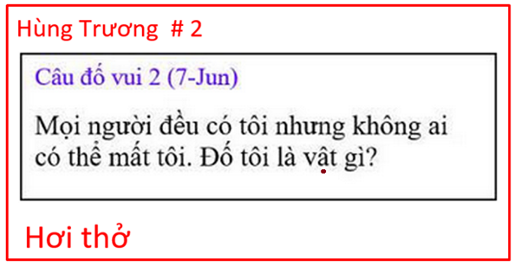 Hùng Trương # 2
Câu đố vui 2 (7-Jun)
Mọi người đều có tôi nhưng không ai
có thể mất tôi. Đố tôi là vật gì?
Hơi thở